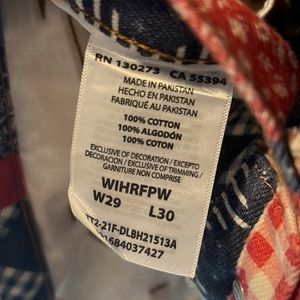 RN 130273 CA 55394
MADE IN PAKISTAN
HECHO EN PAKISTAN
FABRIQUÉ AU PAKISTAN
100% COTTON
100% ALGODÓN
100% COTON
EXCLUSIVE OF DECORATION / EXCEPTO
DECORACION / EXCLUSIVE OF TRIMMING /
GARNITURE NON COMPRISE
WIHRFPW
W29 L30
TT2-21F-DLBH21513A
1684037427